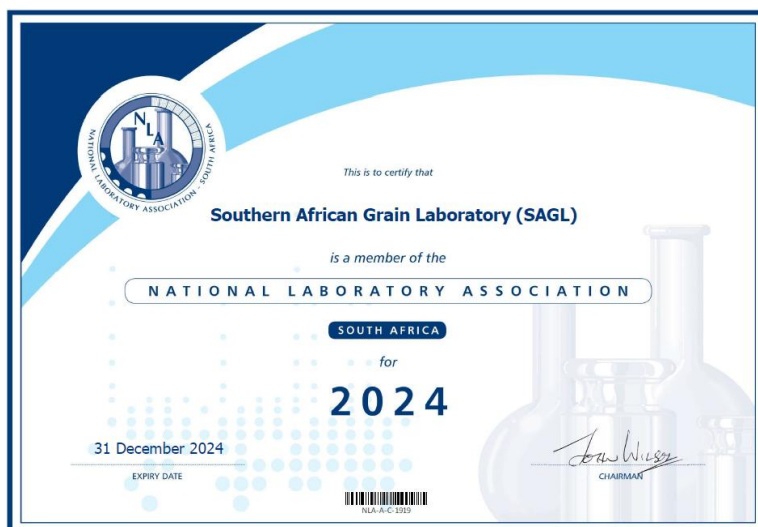 NLA
NATIONAL LABORATORY ASSOCIATION - SOUTH AFRICA
This is to certify that
Southern African Grain Laboratory (SAGL)
is a member of the
NATIONAL LABORATORY ASSOCIATION
SOUTH AFRICA
for
2024
31 December 2024
EXPIRY DATE
CHAIRMAN
NLA-A-C-1919